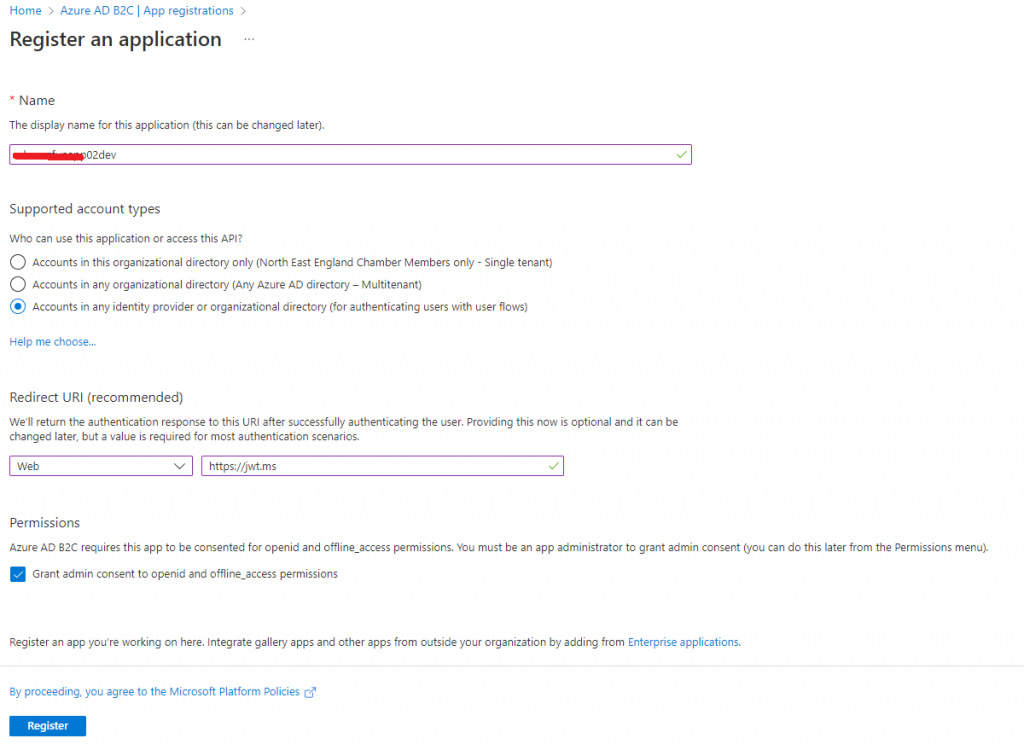 Home > Azure AD B2C | App registrations >
Register an application ...
* Name
The display name for this application (this can be changed later).
02dev
Supported account types
Who can use this application or access this API?
Accounts in this organizational directory only (North East England Chamber Members only - Single tenant)
Accounts in any organizational directory (Any Azure AD directory – Multitenant)
Accounts in any identity provider or organizational directory (for authenticating users with user flows)
Help me choose...
Redirect URI (recommended)
We'll return the authentication response to this URI after successfully authenticating the user. Providing this now is optional and it can be
changed later, but a value is required for most authentication scenarios.
Web https://jwt.ms
Permissions
Azure AD B2C requires this app to be consented for openid and offline_access permissions. You must be an app administrator to grant admin consent (you can do this later from the Permissions menu).
Grant admin consent to openid and offline_access permissions
Register an app you're working on here. Integrate gallery apps and other apps from outside your organization by adding from Enterprise applications.
By proceeding, you agree to the Microsoft Platform Policies
Register